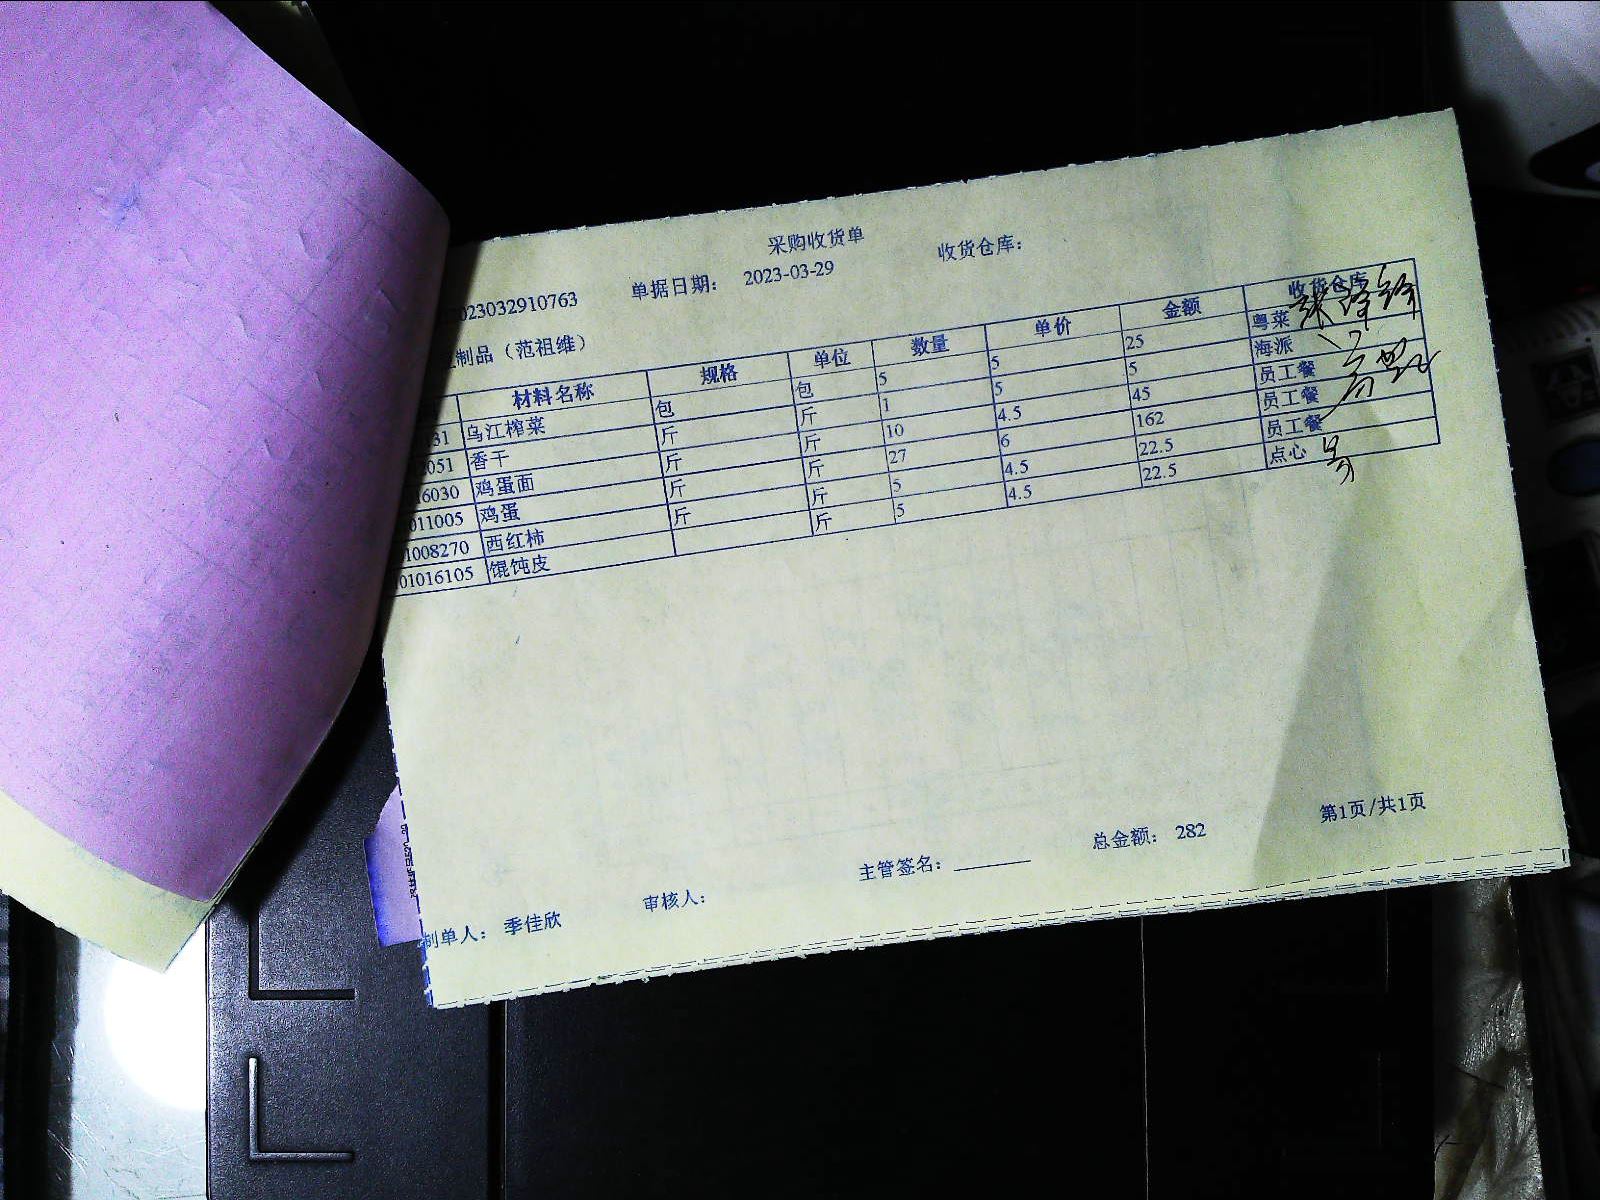 采购收货单
023032910763 单据日期: 2023-03-29 收货仓库:
制品（范祖维）
材料名称 规格 单位 数量 单价 金额 收货仓库
31 乌江榨菜 包 包 5 5 25 粤菜
051 香干 斤 斤 1 5 5 海派
6030 鸡蛋面 斤 斤 10 4.5 45 员工餐
011005 鸡蛋 斤 斤 27 6 162 员工餐
1008270 西红柿 斤 斤 5 4.5 22.5 员工餐
01016105 馄饨皮 斤 5 4.5 22.5 点心
制单人: 季佳欣 审核人: 主管签名: 总金额: 282 第1页/共1页